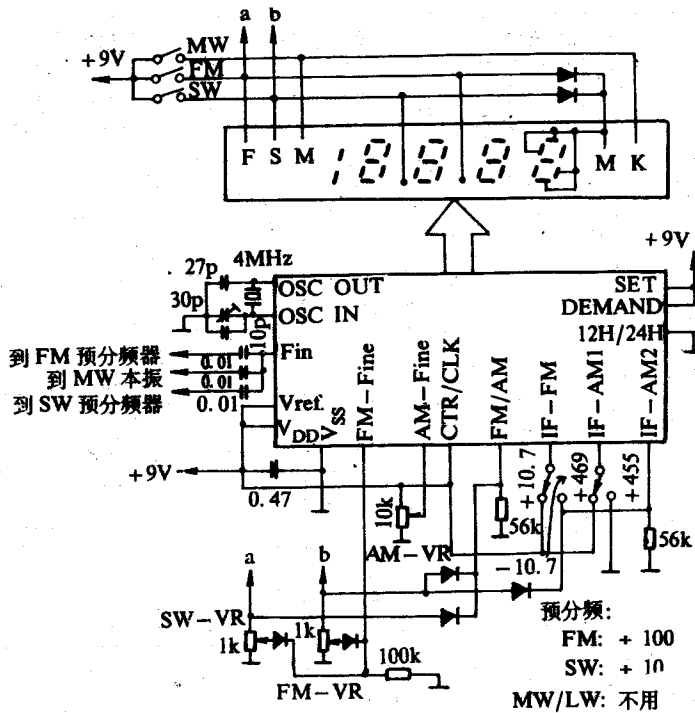 a
b
+9V
MW
FM
SW
F S M
M K
+9V
27p
4MHz
30p
10p
OSC OUT
OSC IN
SET
DEMAND
12H/24H
到 FM 预分频器
到 MW 本振
到 SW 预分频器
0.01
0.01
0.01
Fin
Vref.
VDD
VSS
FM-Fine
AM-Fine
CTR/CLK
FM/AM
IF-FM
IF-AM1
IF-AM2
+9V
0.47
10k
AM-VR
56k
+10.7
-10.7
+469
+455
56k
a
b
SW-VR
1k
1k
FM-VR
100k
预分频:
FM: ÷ 100
SW: ÷ 10
MW/LW: 不用